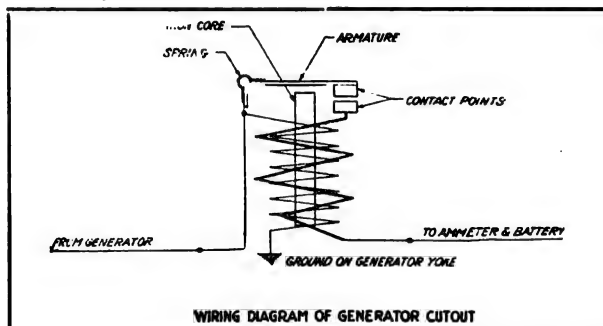 CORE
ARMATURE
SPRING
CONTACT POINTS
FROM GENERATOR
TO AMMETER & BATTERY
GROUND ON GENERATOR YOKE
WIRING DIAGRAM OF GENERATOR CUTOUT